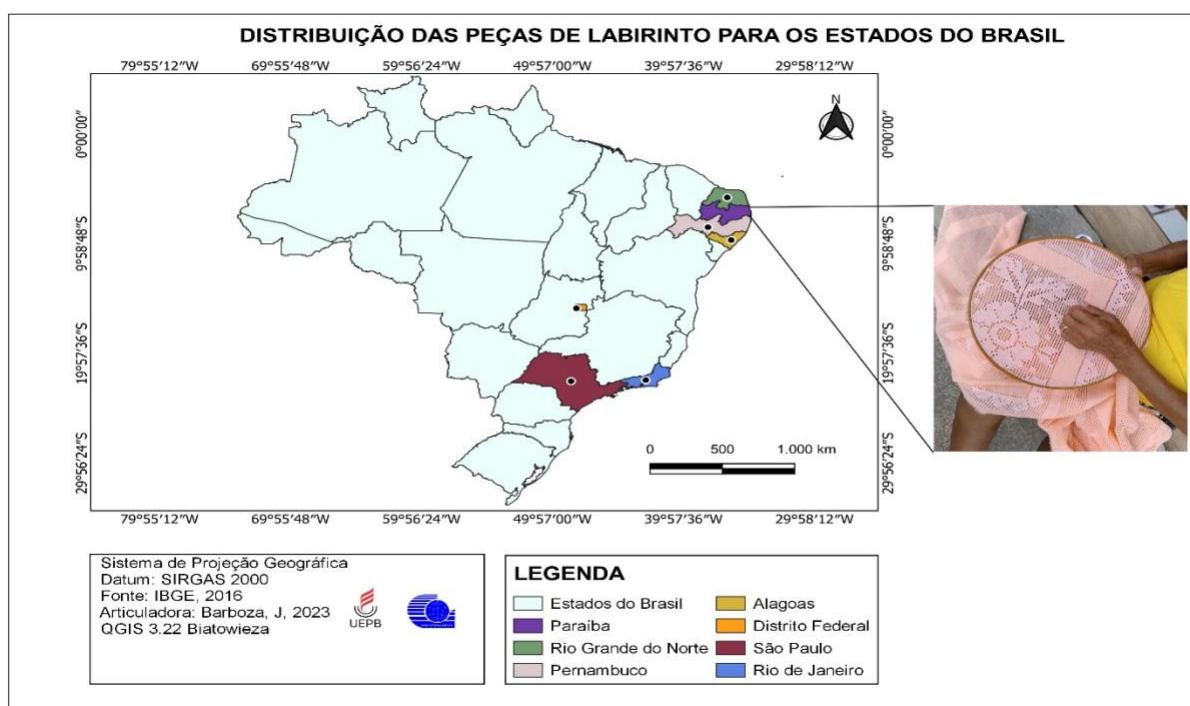 DISTRIBUIÇÃO DAS PEÇAS DE LABIRINTO PARA OS ESTADOS DO BRASIL
79°55′12″W 69°55′48″W 59°56′24″W 49°57′00″W 39°57′36″W 29°58′12″W
N
0°00′00″ 0°00′00″
9°58′48″S 9°58′48″S
19°57′36″S 19°57′36″S
29°56′24″S 29°56′24″S
0 500 1.000 km
79°55′12″W 69°55′48″W 59°56′24″W 49°57′00″W 39°57′36″W 29°58′12″W
Sistema de Projeção Geográfica
Datum: SIRGAS 2000
Fonte: IBGE, 2016
Articuladora: Barboza, J, 2023
QGIS 3.22 Biatowieza
UEPB
LEGENDA
Estados do Brasil
Paraíba
Rio Grande do Norte
Pernambuco
Alagoas
Distrito Federal
São Paulo
Rio de Janeiro